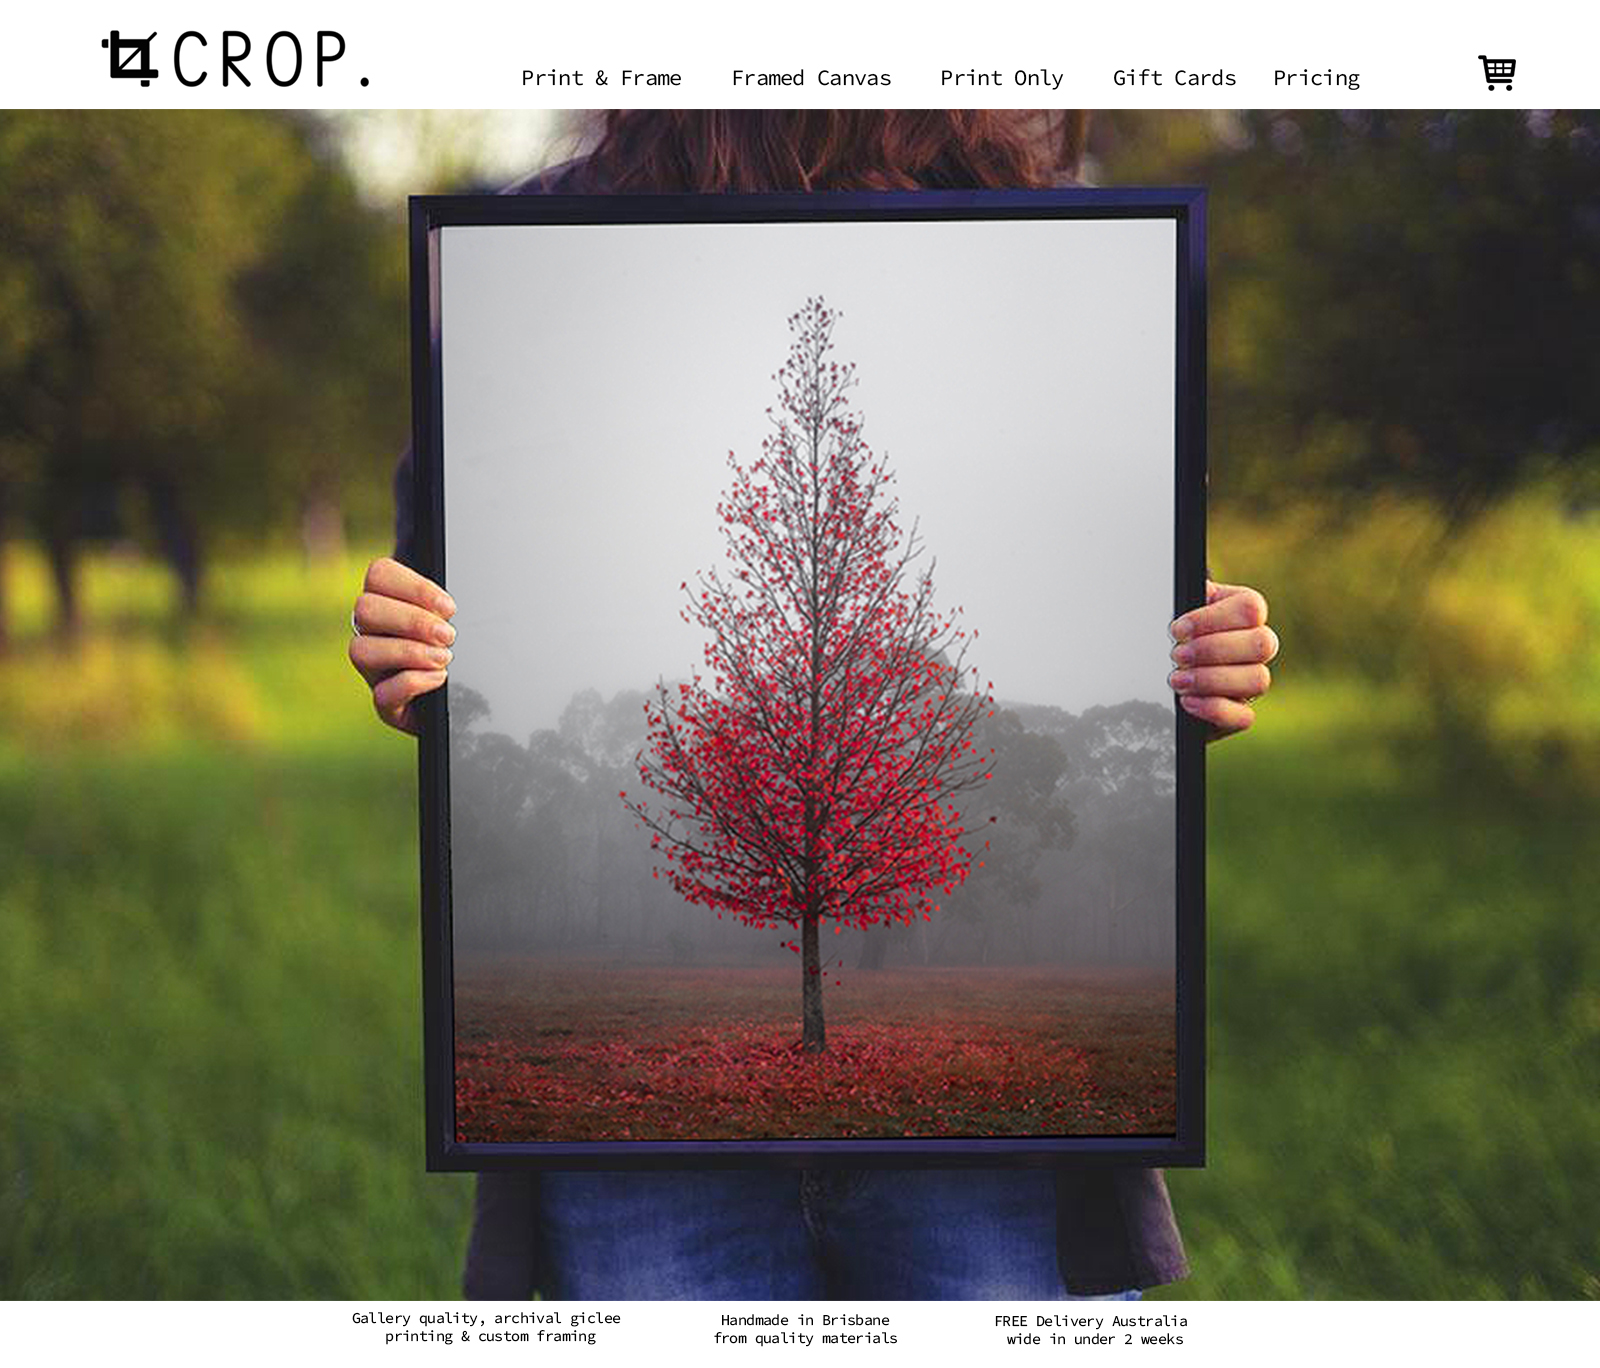 CROP.
Print & Frame Framed Canvas Print Only Gift Cards Pricing
Gallery quality, archival giclee
printing & custom framing
Handmade in Brisbane
from quality materials
FREE Delivery Australia
wide in under 2 weeks